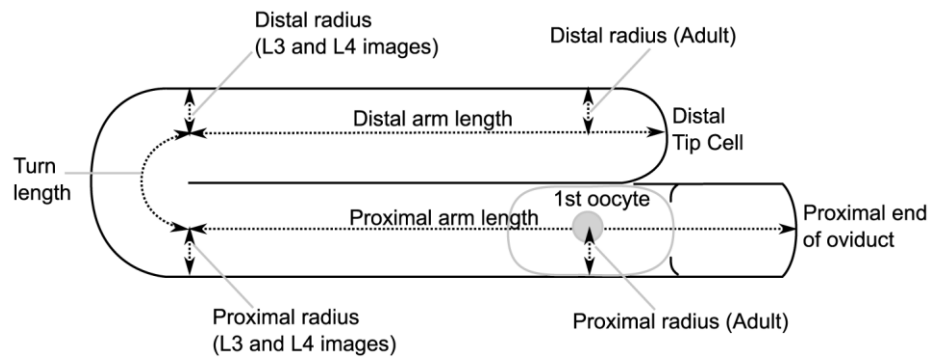 Distal radius
(L3 and L4 images)
Distal radius (Adult)
Distal arm length
Distal
Tip Cell
Turn
length
1st oocyte
Proximal arm length
Proximal end
of oviduct
Proximal radius
(L3 and L4 images)
Proximal radius (Adult)